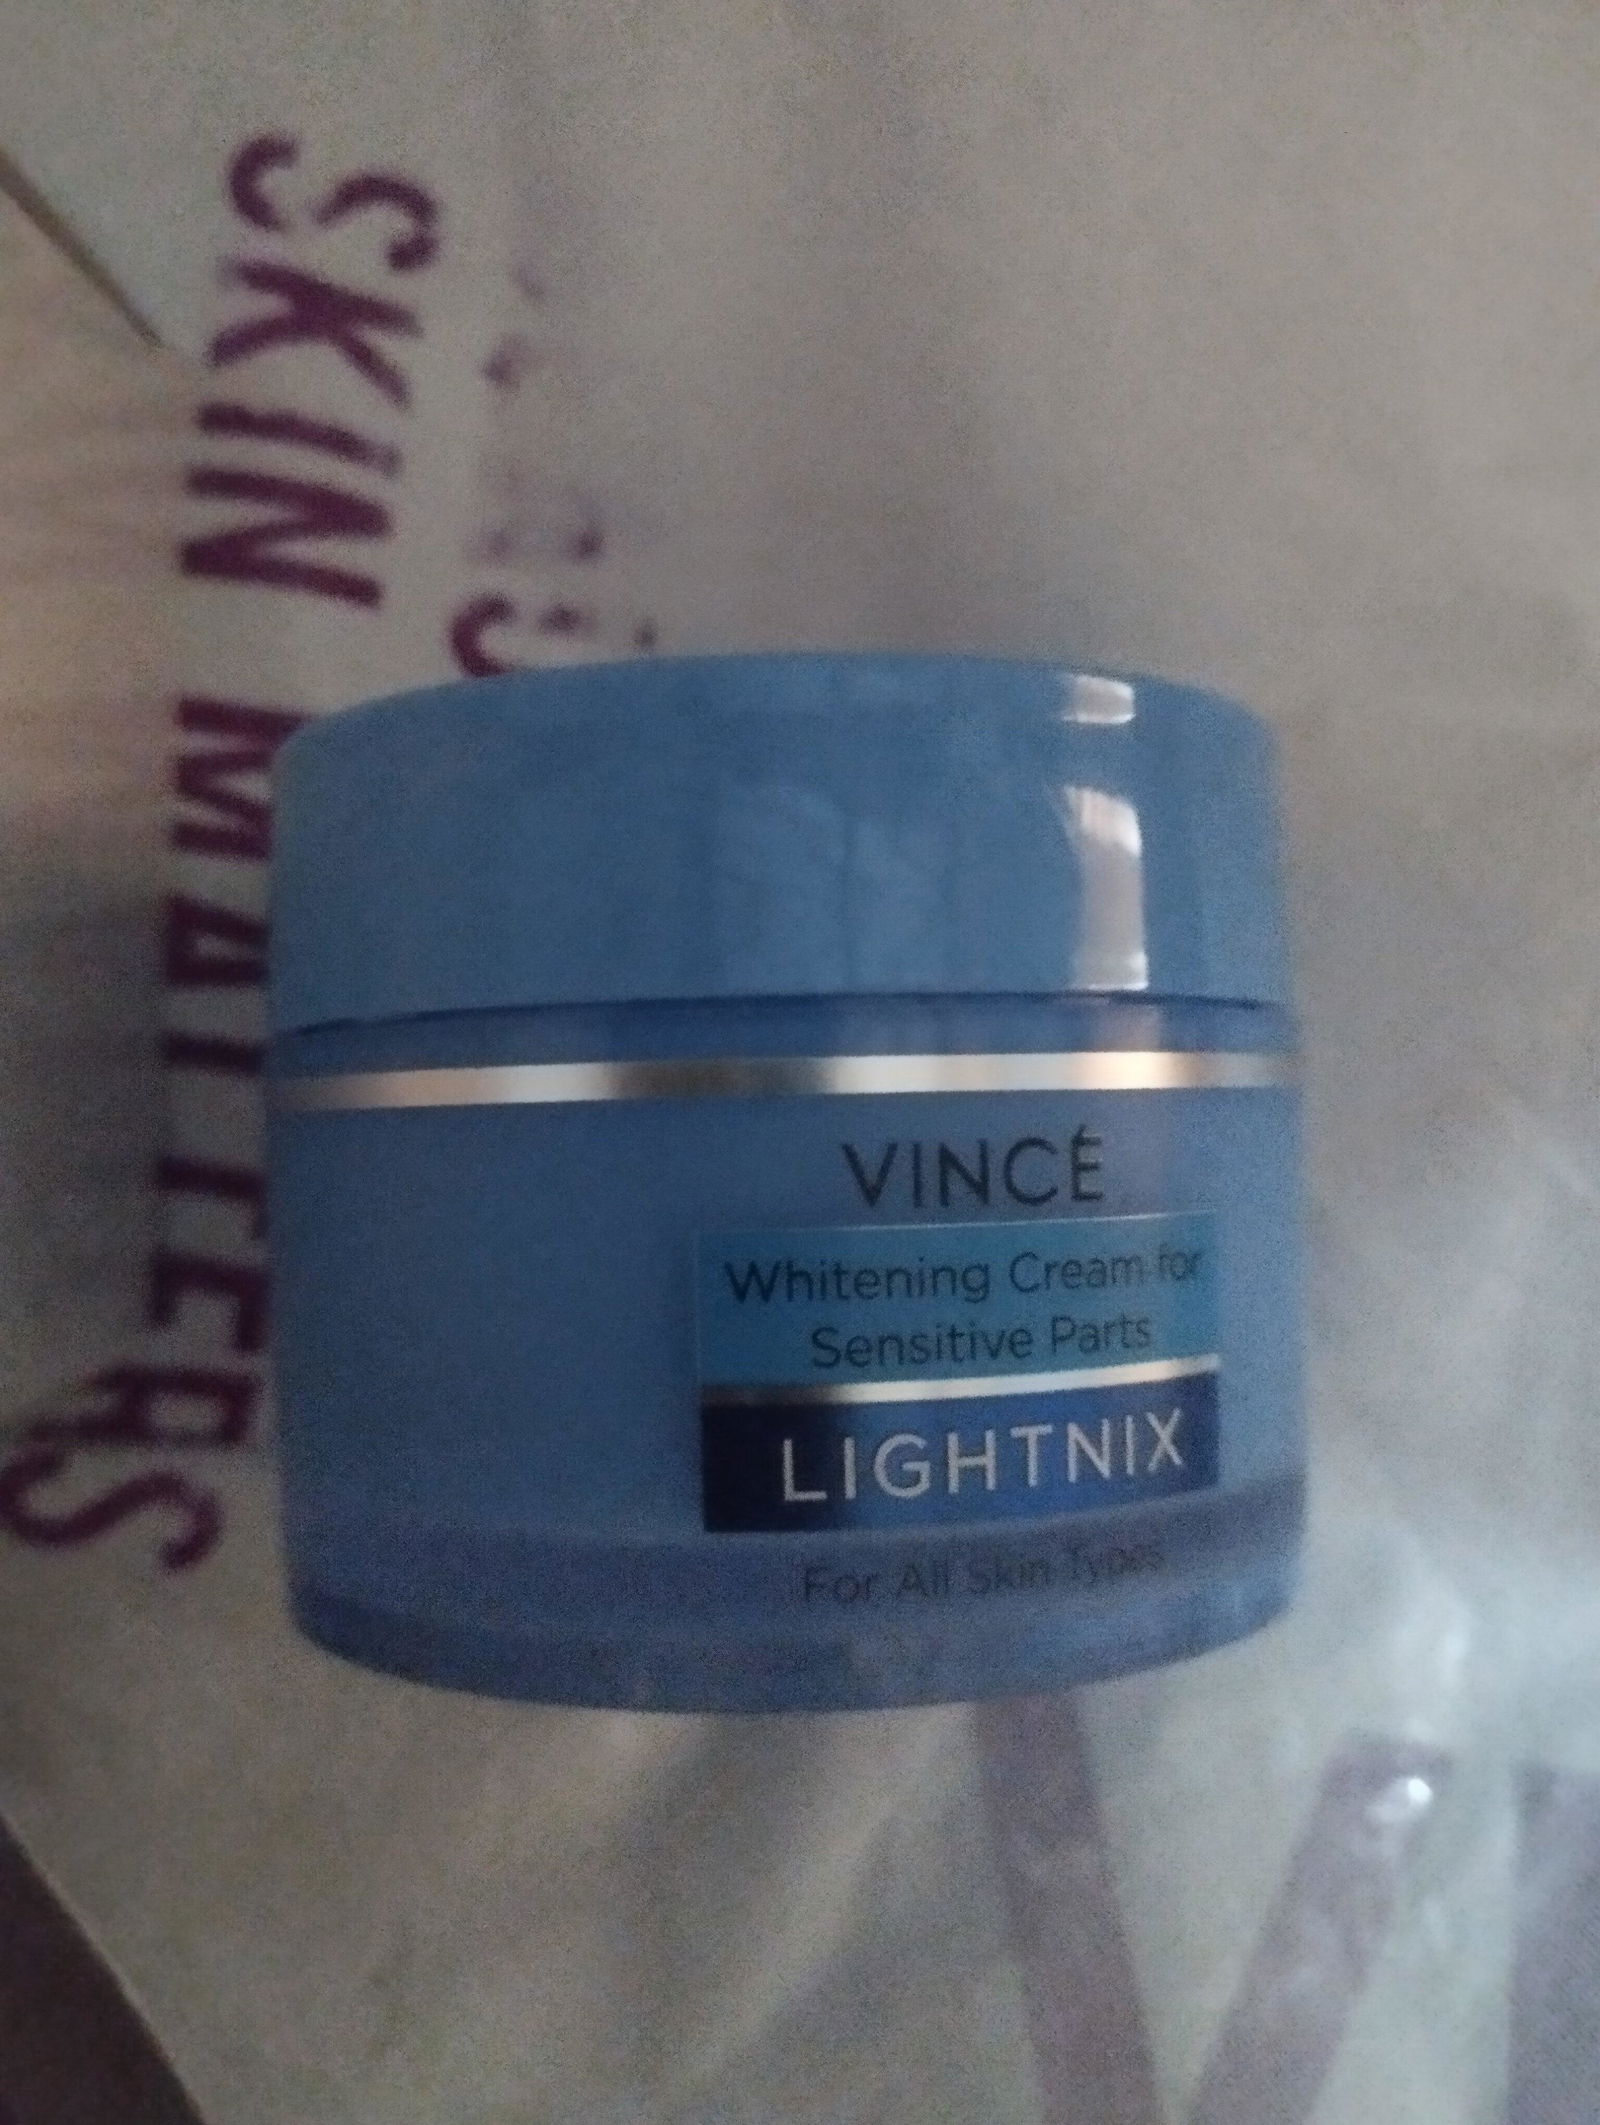 SKIN MATTERS
VINCÉ
Whitening Cream for
Sensitive Parts
LIGHTNIX
For All Skin Types